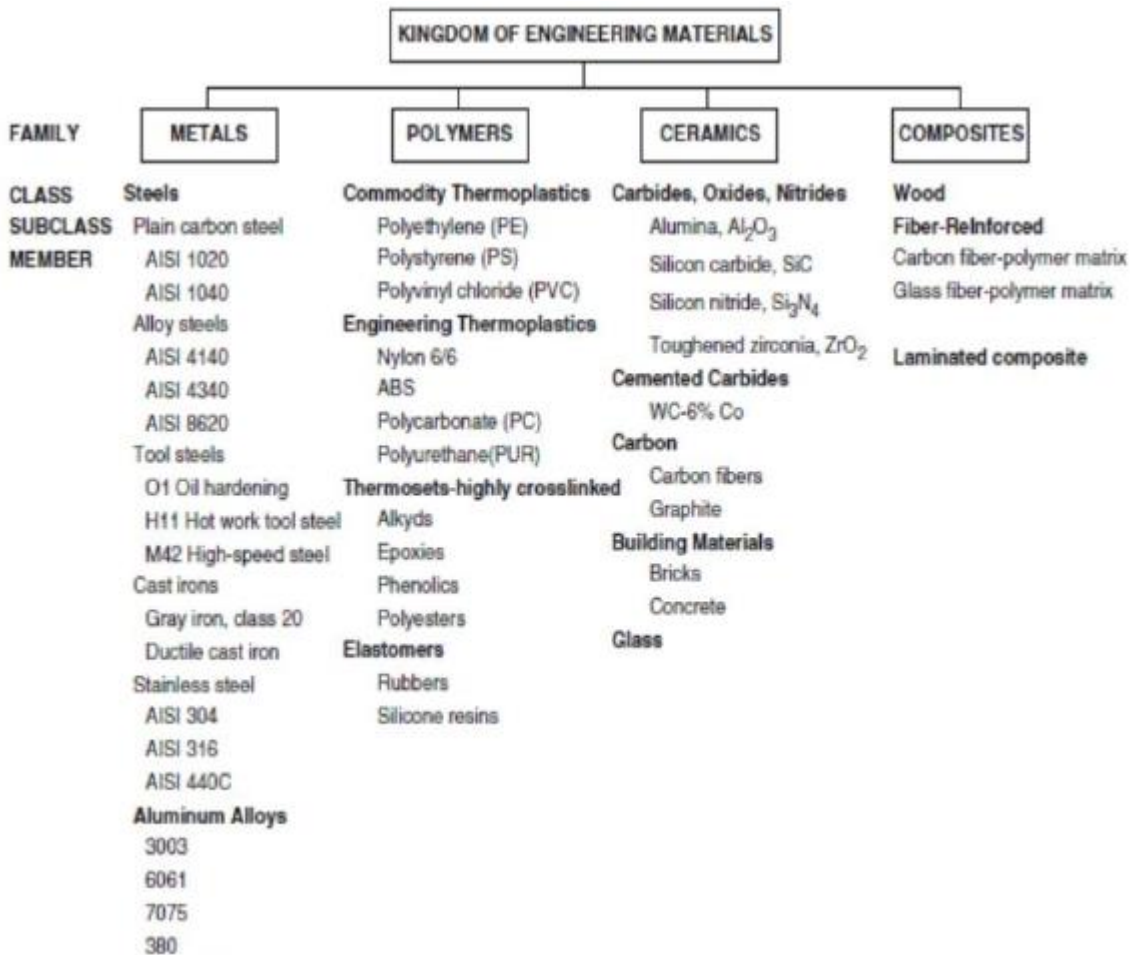 KINGDOM OF ENGINEERING MATERIALS
FAMILY METALS POLYMERS CERAMICS COMPOSITES
CLASS Steels Commodity Thermoplastics Carbides, Oxides, Nitrides Wood
SUBCLASS Plain carbon steel Polyethylene (PE) Alumina, Al₂O₃ Fiber-Reinforced
MEMBER AISI 1020 Polystyrene (PS) Silicon carbide, SiC Carbon fiber-polymer matrix
AISI 1040 Polyvinyl chloride (PVC) Silicon nitride, Si₃N₄ Glass fiber-polymer matrix
Alloy steels Engineering Thermoplastics
AISI 4140 Nylon 6/6 Toughened zirconia, ZrO₂ Laminated composite
AISI 4340 ABS Cemented Carbides
AISI 8620 Polycarbonate (PC) WC-6% Co
Tool steels Polyurethane(PUR) Carbon
O1 Oil hardening Thermosets-highly crosslinked Carbon fibers
H11 Hot work tool steel Alkyds Graphite
M42 High-speed steel Epoxies Building Materials
Cast irons Phenolics Bricks
Gray iron, class 20 Polyesters Concrete
Ductile cast iron Elastomers Glass
Stainless steel Rubbers
AISI 304 Silicone resins
AISI 316
AISI 440C
Aluminum Alloys
3003
6061
7075
380